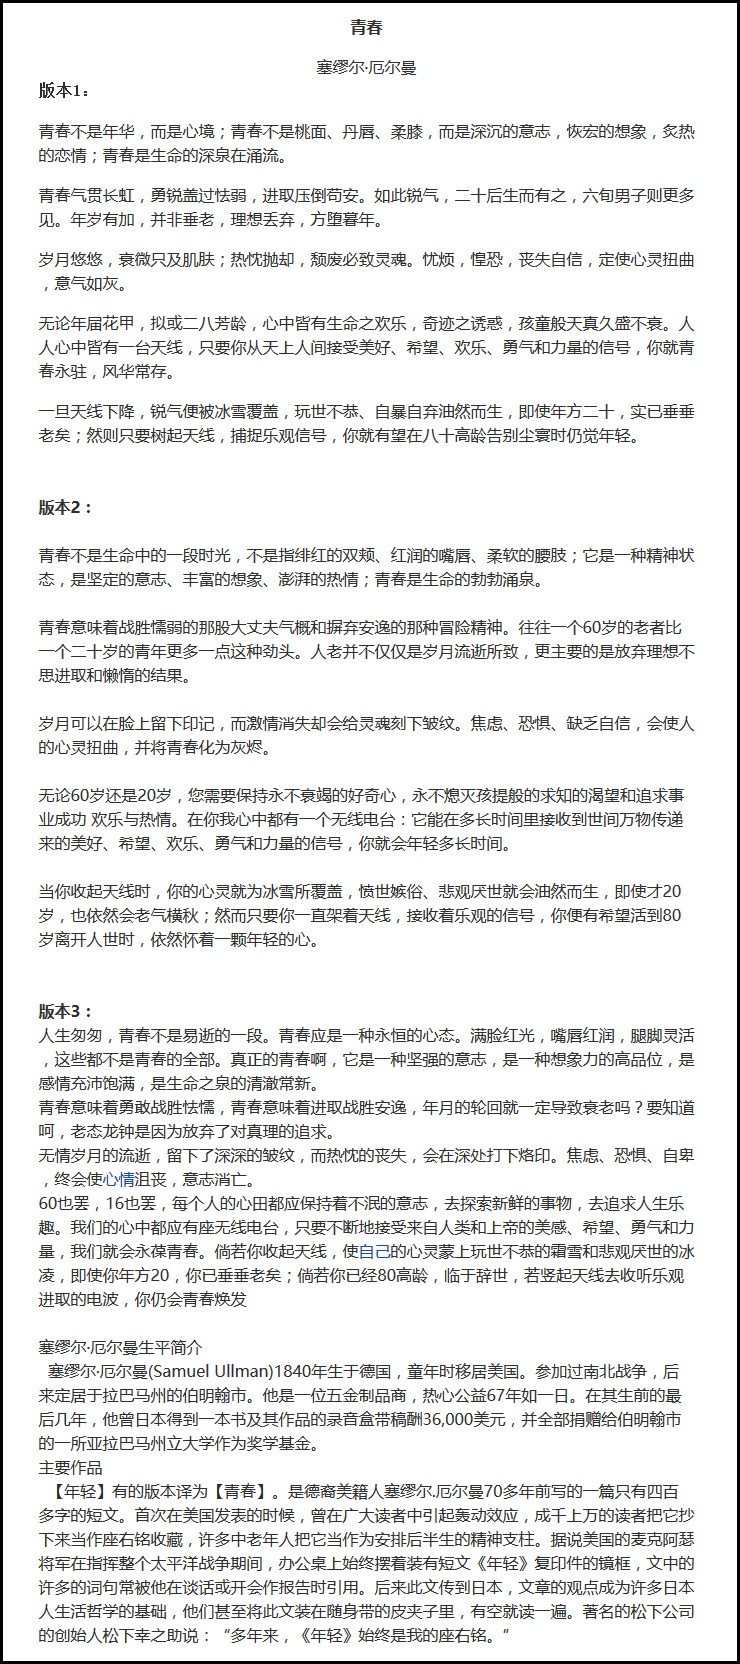 青春
塞缪尔·厄尔曼
版本1：
青春不是年华，而是心境；青春不是桃面、丹唇、柔膝，而是深沉的意志，恢宏的想象，炙热
的恋情；青春是生命的深泉在涌流。
青春气贯长虹，勇锐盖过怯弱，进取压倒苟安。如此锐气，二十后生而有之，六旬男子则更多
见。年岁有加，并非垂老，理想丢弃，方堕暮年。
岁月悠悠，衰微只及肌肤；热忱抛却，颓废必致灵魂。忧烦，惶恐，丧失自信，定使心灵扭曲
，意气如灰。
无论年届花甲，拟或二八芳龄，心中皆有生命之欢乐，奇迹之诱惑，孩童般天真久盛不衰。人
人心中皆有一台天线，只要你从天上人间接受美好、希望、欢乐、勇气和力量的信号，你就青
春永驻，风华常存。
一旦天线下降，锐气便被冰雪覆盖，玩世不恭、自暴自弃油然而生，即使年方二十，实已垂垂
老矣；然则只要树起天线，捕捉乐观信号，你就有望在八十高龄告别尘寰时仍觉年轻。
版本2：
青春不是生命中的一段时光，不是指绯红的双颊、红润的嘴唇、柔软的腰肢；它是一种精神状
态，是坚定的意志、丰富的想象、澎湃的热情；青春是生命的勃勃涌泉。
青春意味着战胜懦弱的那股大丈夫气概和摒弃安逸的那种冒险精神。往往一个60岁的老者比
一个二十岁的青年更多一点这种劲头。人老并不仅仅是岁月流逝所致，更主要的是放弃理想不
思进取和懒惰的结果。
岁月可以在脸上留下印记，而激情消失却会给灵魂刻下皱纹。焦虑、恐惧、缺乏自信，会使人
的心灵扭曲，并将青春化为灰烬。
无论60岁还是20岁，您需要保持永不衰竭的好奇心，永不熄灭孩提般的求知的渴望和追求事
业成功 欢乐与热情。在你我心中都有一个无线电台：它能在多长时间里接收到世间万物传递
来的美好、希望、欢乐、勇气和力量的信号，你就会年轻多长时间。
当你收起天线时，你的心灵就为冰雪所覆盖，愤世嫉俗、悲观厌世就会油然而生，即使才20
岁，也依然会老气横秋；然而只要你一直架着天线，接收着乐观的信号，你便有希望活到80
岁离开人世时，依然怀着一颗年轻的心。
版本3：
人生匆匆，青春不是易逝的一段。青春应是一种永恒的心态。满脸红光，嘴唇红润，腿脚灵活
，这些都不是青春的全部。真正的青春啊，它是一种坚强的意志，是一种想象力的高品位，是
感情充沛饱满，是生命之泉的清澈常新。
青春意味着勇敢战胜怯懦，青春意味着进取战胜安逸，年月的轮回就一定导致衰老吗？要知道
呵，老态龙钟是因为放弃了对真理的追求。
无情岁月的流逝，留下了深深的皱纹，而热忱的丧失，会在深处打下烙印。焦虑、恐惧、自卑
，终会使心情沮丧，意志消亡。
60也罢，16也罢，每个人的心田都应保持着不泯的意志，去探索新鲜的事物，去追求人生乐
趣。我们的心中都应有座无线电台，只要不断地接受来自人类和上帝的美感、希望、勇气和力
量，我们就会永葆青春。倘若你收起天线，使自己的心灵蒙上玩世不恭的霜雪和悲观厌世的冰
凌，即使你年方20，你已垂垂老矣；倘若你已经80高龄，临于辞世，若竖起天线去收听乐观
进取的电波，你仍会青春焕发
塞缪尔·厄尔曼生平简介
塞缪尔·厄尔曼(Samuel Ullman)1840年生于德国，童年时移居美国。参加过南北战争，后
来定居于拉巴马州的伯明翰市。他是一位五金制品商，热心公益67年如一日。在其生前的最
后几年，他曾日本得到一本书及其作品的录音盒带稿酬36,000美元，并全部捐赠给伯明翰市
的一所亚拉巴马州立大学作为奖学基金。
主要作品
【年轻】有的版本译为【青春】。是德裔美籍人塞缪尔.厄尔曼70多年前写的一篇只有四百
多字的短文。首次在美国发表的时候，曾在广大读者中引起轰动效应，成千上万的读者把它抄
下来当作座右铭收藏，许多中老年人把它当作为安排后半生的精神支柱。据说美国的麦克阿瑟
将军在指挥整个太平洋战争期间，办公桌上始终摆着装有短文《年轻》复印件的镜框，文中的
许多的词句常被他在谈话或开会作报告时引用。后来此文传到日本，文章的观点成为许多日本
人生活哲学的基础，他们甚至将此文装在随身带的皮夹子里，有空就读一遍。著名的松下公司
的创始人松下幸之助说：“多年来，《年轻》始终是我的座右铭。”